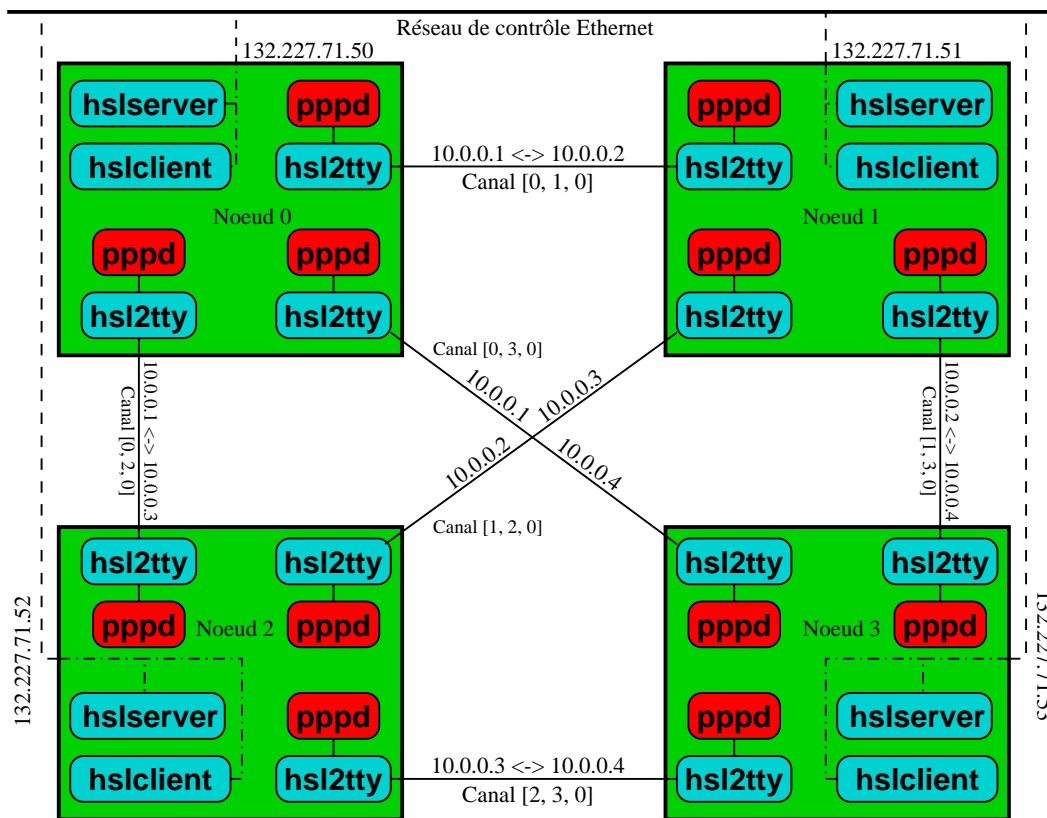 Réseau de contrôle Ethernet
132.227.71.50
132.227.71.51
hslserver
pppd
pppd
hslserver
hslclient
hsl2tty
10.0.0.1 <-> 10.0.0.2
Canal [0, 1, 0]
hsl2tty
hslclient
Noeud 0
Noeud 1
pppd
pppd
pppd
pppd
hsl2tty
hsl2tty
hsl2tty
hsl2tty
10.0.0.1 <-> 10.0.0.3
Canal [0, 2, 0]
Canal [0, 3, 0]
10.0.0.1
10.0.0.3
10.0.0.2
10.0.0.4
Canal [1, 2, 0]
10.0.0.2 <-> 10.0.0.4
Canal [1, 3, 0]
hsl2tty
hsl2tty
hsl2tty
hsl2tty
pppd
Noeud 2
pppd
pppd
Noeud 3
pppd
132.227.71.52
132.227.71.53
hslserver
pppd
pppd
hslserver
hslclient
hsl2tty
10.0.0.3 <-> 10.0.0.4
Canal [2, 3, 0]
hsl2tty
hslclient